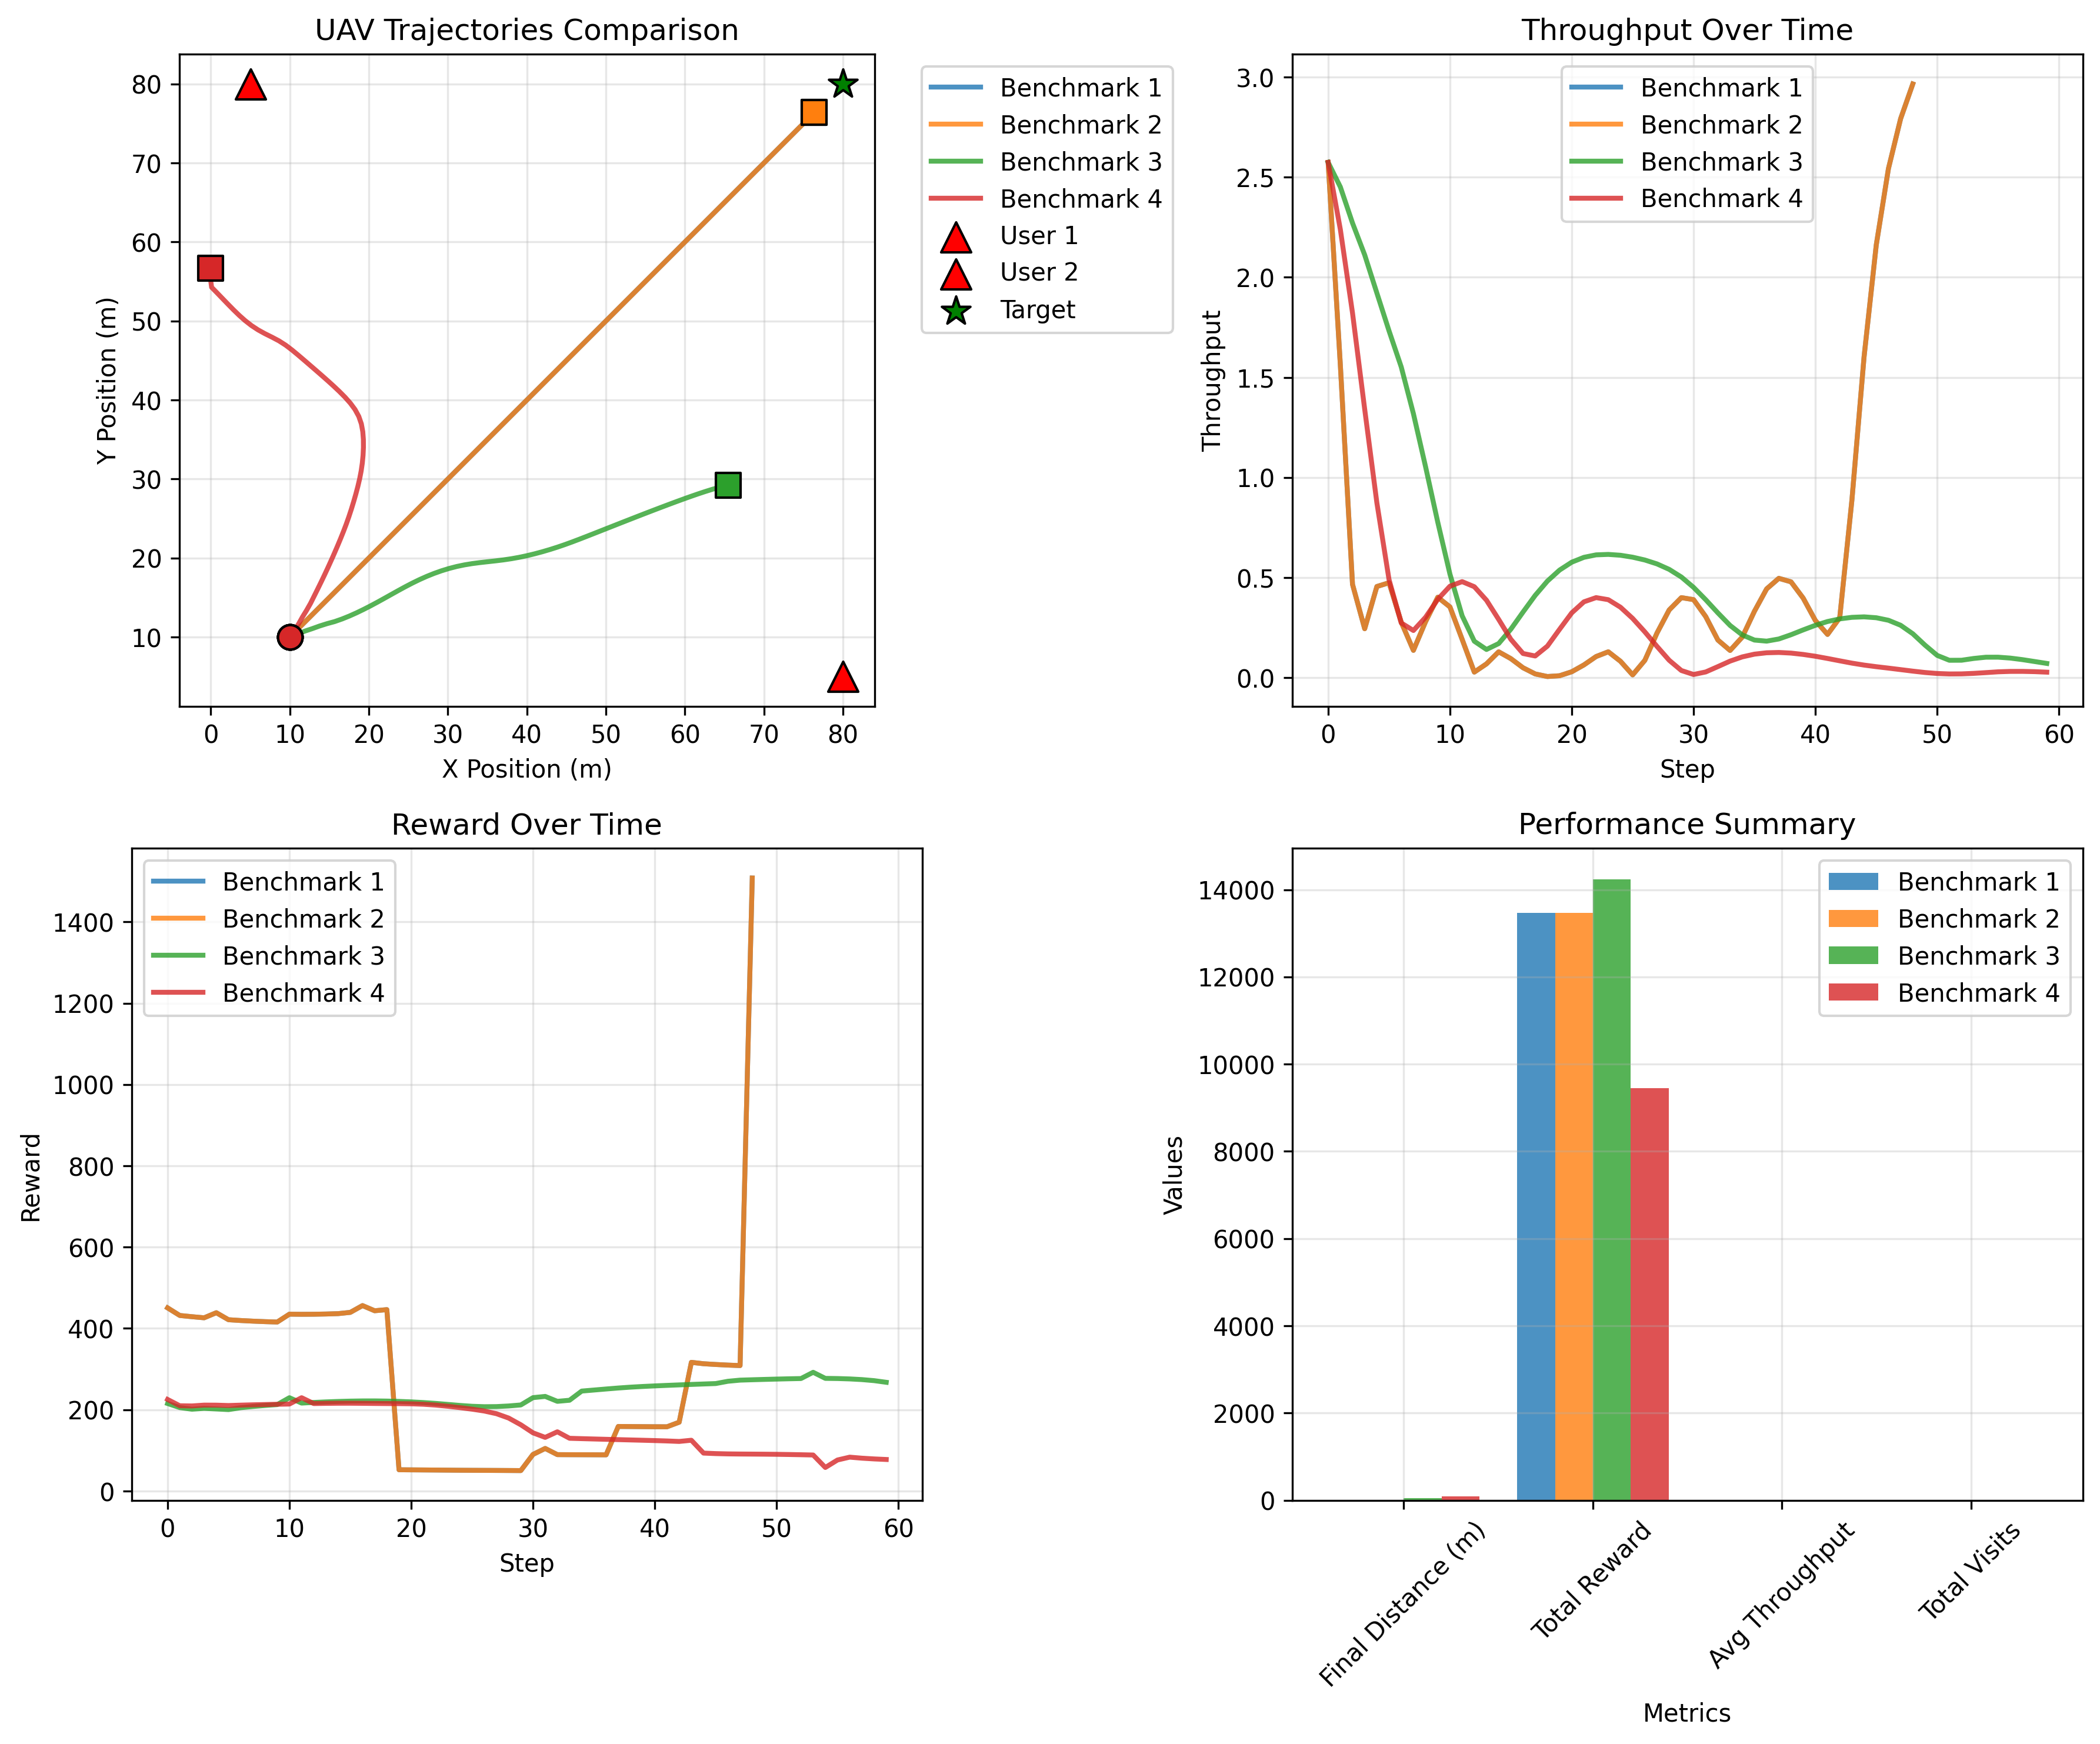 UAV Trajectories Comparison
Y Position (m)
80
70
60
50
40
30
20
10
0 10 20 30 40 50 60 70 80
X Position (m)
Benchmark 1
Benchmark 2
Benchmark 3
Benchmark 4
User 1
User 2
Target
Throughput Over Time
Throughput
3.0
2.5
2.0
1.5
1.0
0.5
0.0
Benchmark 1
Benchmark 2
Benchmark 3
Benchmark 4
0 10 20 30 40 50 60
Step
Reward Over Time
Reward
1400
1200
1000
800
600
400
200
0
Benchmark 1
Benchmark 2
Benchmark 3
Benchmark 4
0 10 20 30 40 50 60
Step
Performance Summary
Values
14000
12000
10000
8000
6000
4000
2000
0
Benchmark 1
Benchmark 2
Benchmark 3
Benchmark 4
Final Distance (m)
Total Reward
Avg Throughput
Total Visits
Metrics